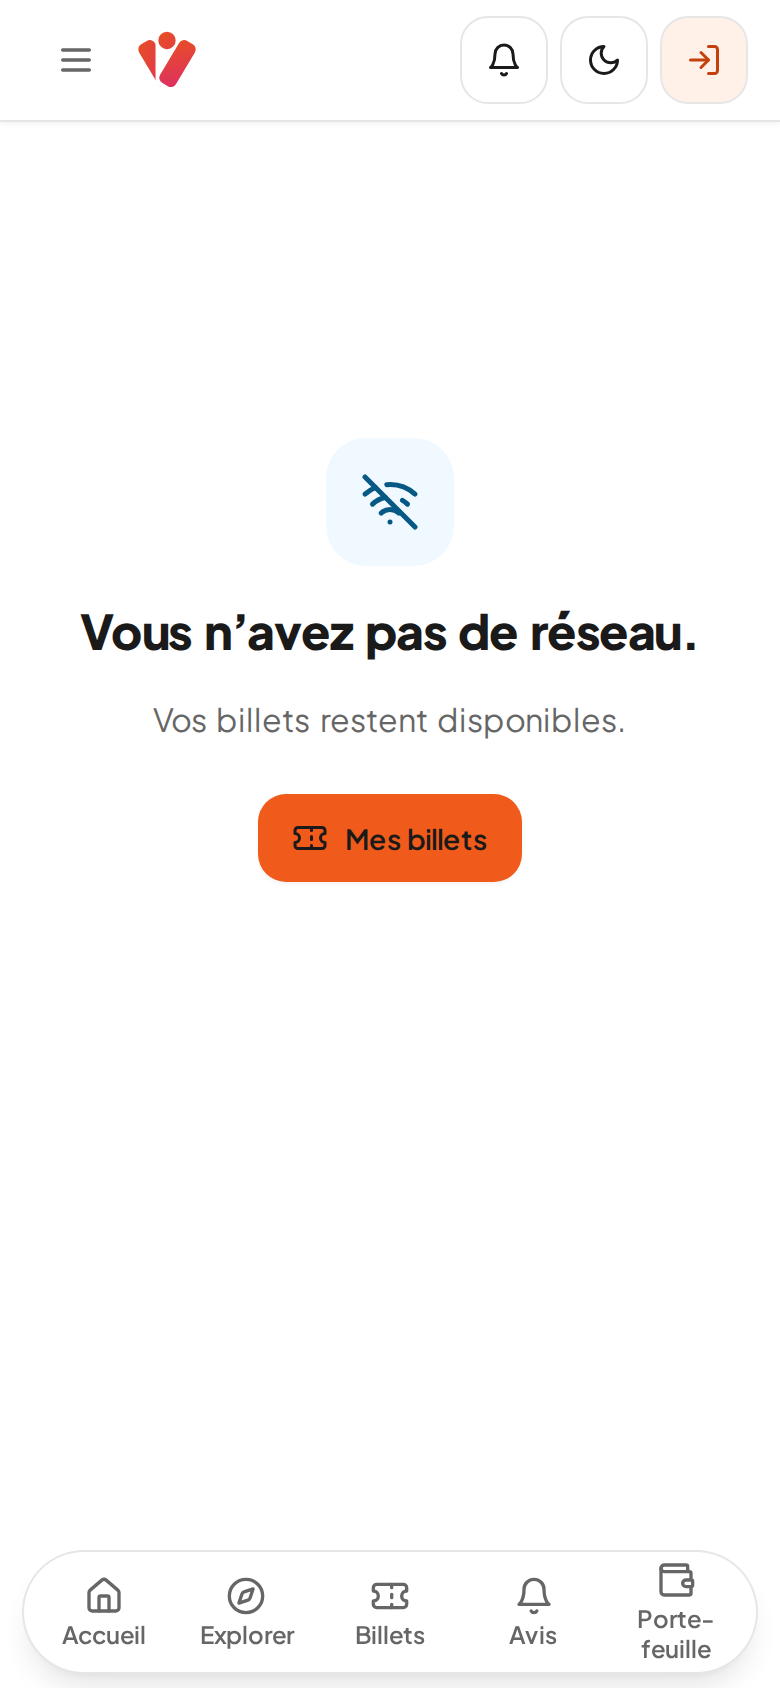 Vous n’avez pas de réseau.
Vos billets restent disponibles.
Mes billets
Accueil
Explorer
Billets
Avis
Porte-
feuille